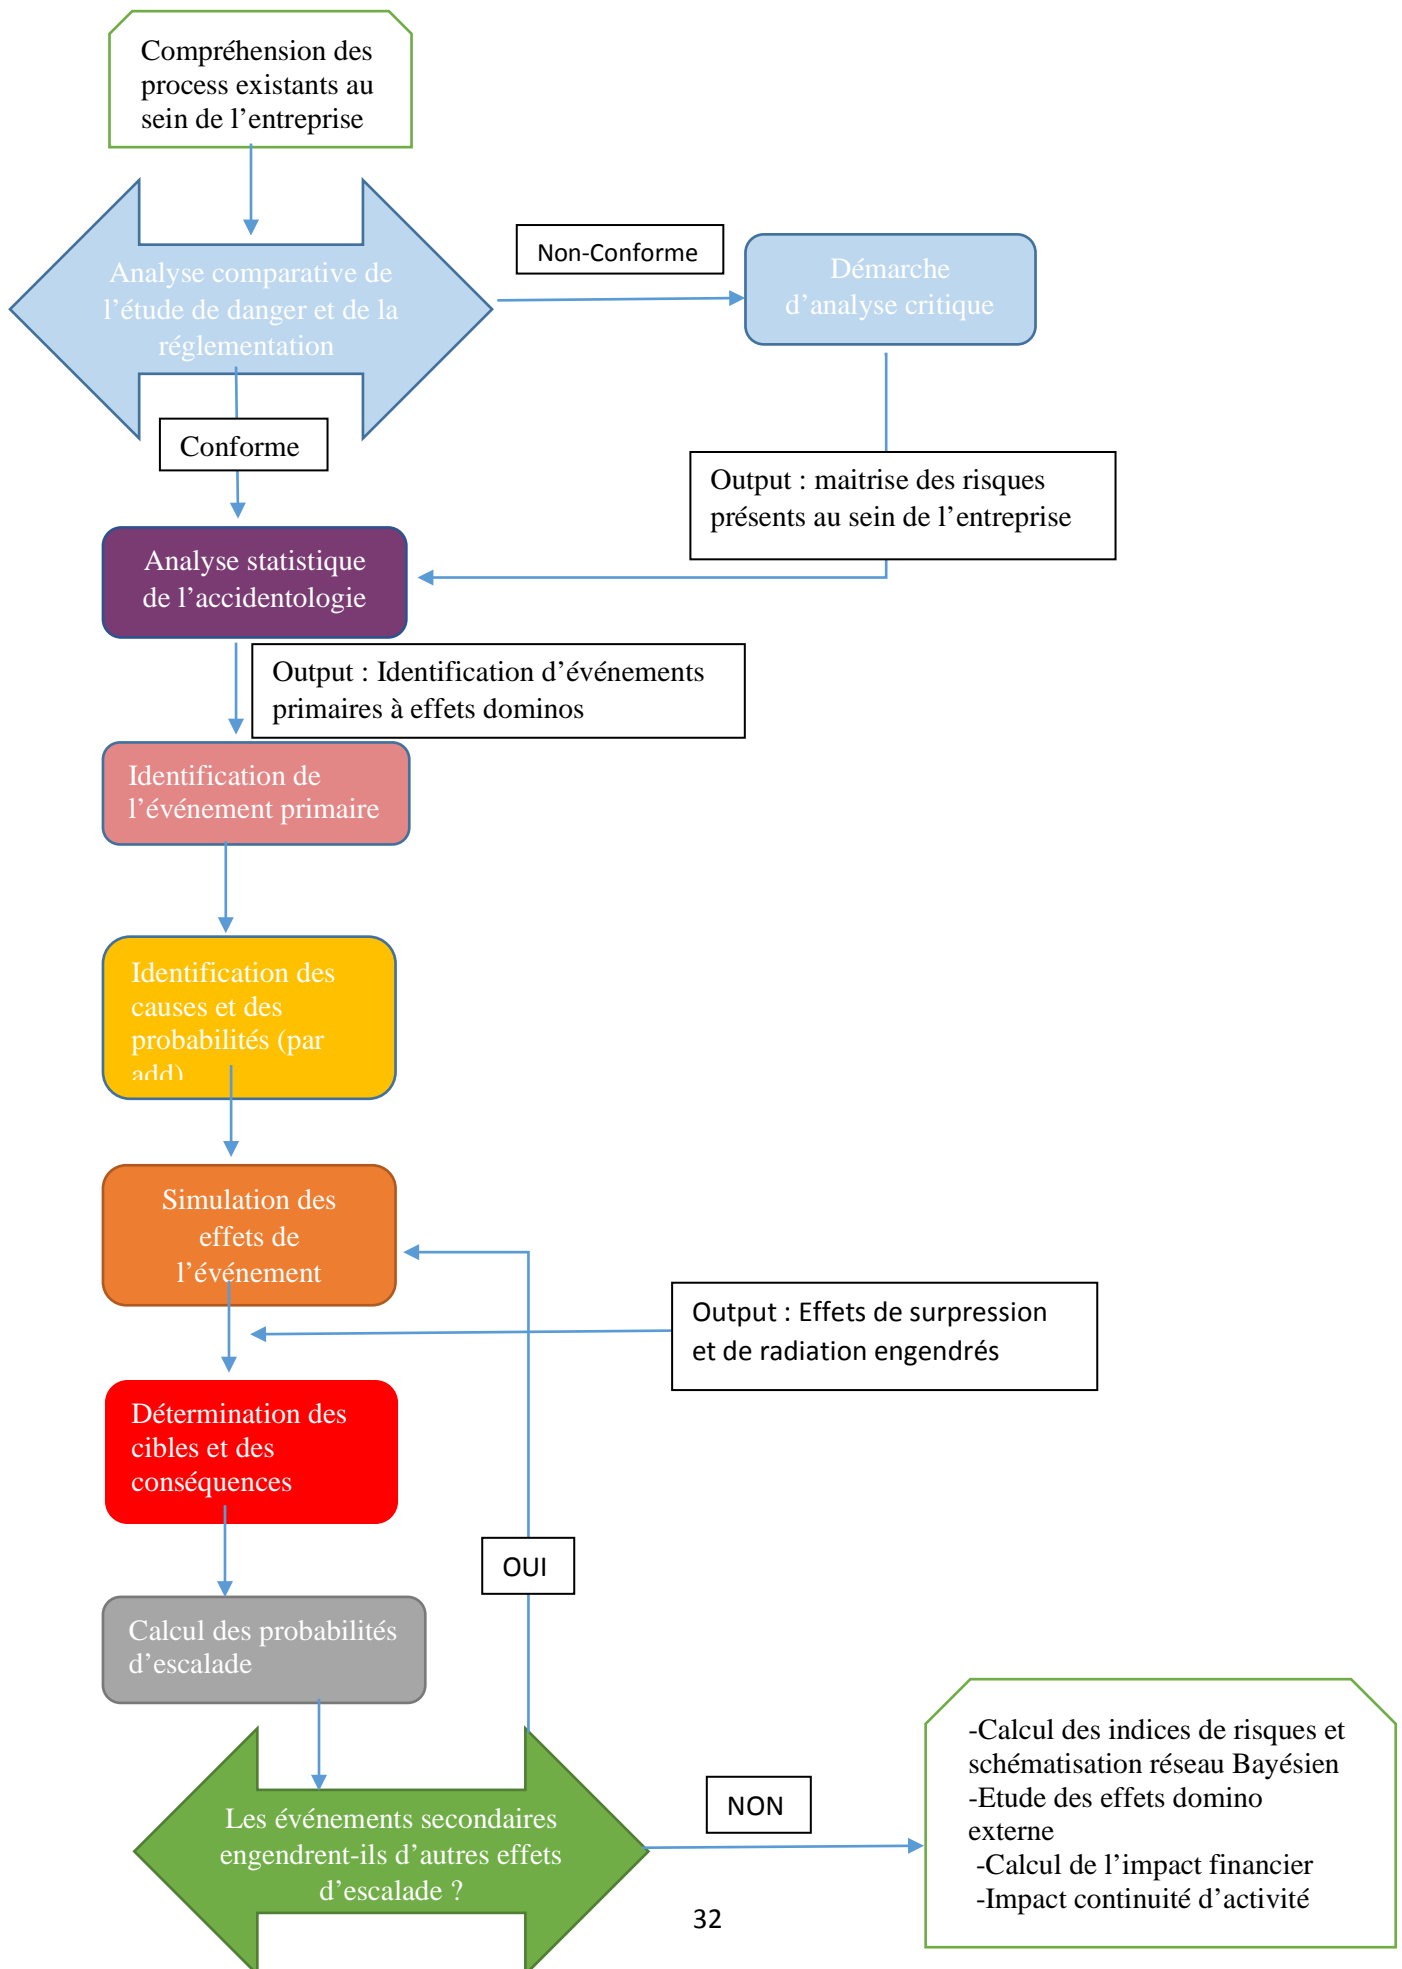 Compréhension des
process existants au
sein de l’entreprise
Analyse comparative de
l’étude de danger et de la
réglementation
Non-Conforme
Démarche
d’analyse critique
Conforme
Output : maitrise des risques
présents au sein de l’entreprise
Analyse statistique
de l’accidentologie
Output : Identification d’événements
primaires à effets dominos
Identification de
l’événement primaire
Identification des
causes et des
probabilités (par
add)
Simulation des
effets de
l’événement
Output : Effets de surpression
et de radiation engendrés
Détermination des
cibles et des
conséquences
OUI
Calcul des probabilités
d’escalade
Les événements secondaires
engendrent-ils d’autres effets
d’escalade ?
NON
-Calcul des indices de risques et
schématisation réseau Bayésien
-Etude des effets domino
externe
-Calcul de l’impact financier
-Impact continuité d’activité
32